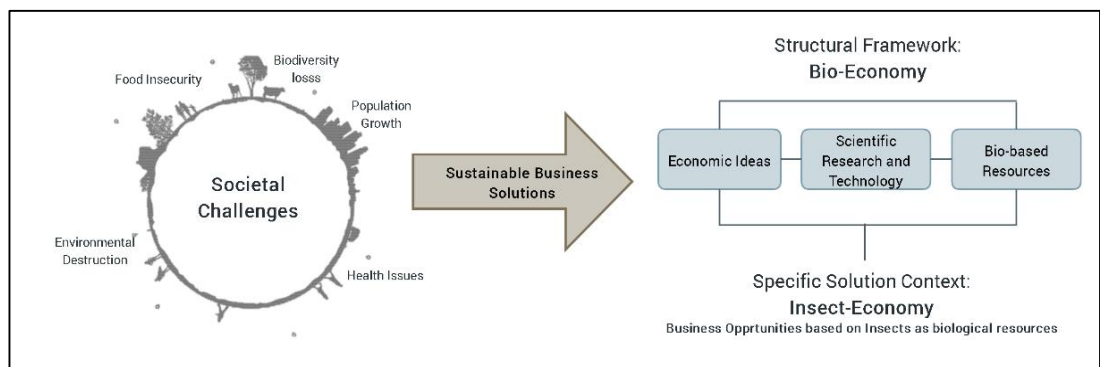 Biodiversity
losss
Food Insecurity
Population
Growth
Societal
Challenges
Environmental
Destruction
Health Issues
Sustainable Business
Solutions
Structural Framework:
Bio-Economy
Economic Ideas
Scientific
Research and
Technology
Bio-based
Resources
Specific Solution Context:
Insect-Economy
Business Opprtunities based on Insects as biological resources